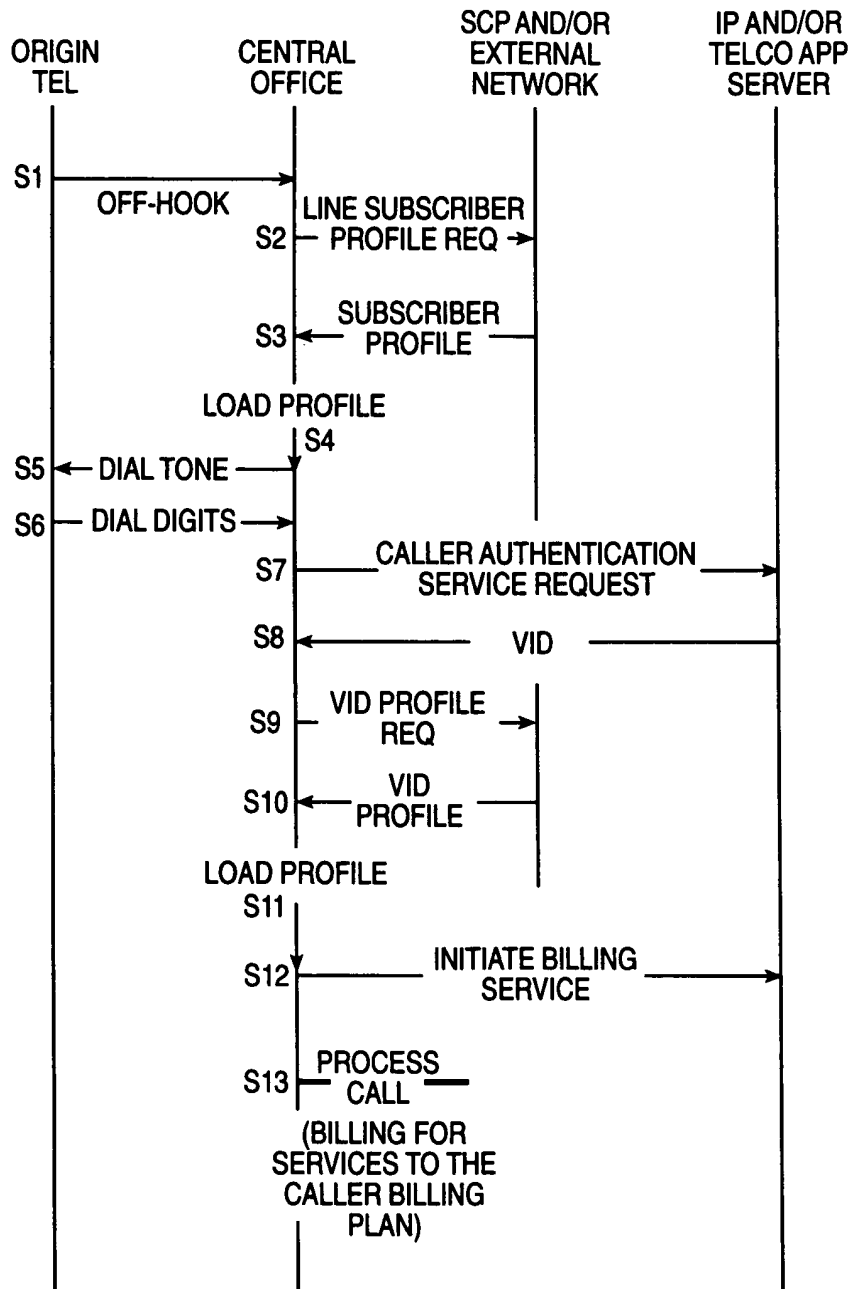 ORIGIN
TEL
CENTRAL
OFFICE
SCP AND/OR
EXTERNAL
NETWORK
IP AND/OR
TELCO APP
SERVER
S1
OFF-HOOK
S2
LINE SUBSCRIBER
PROFILE REQ
S3
SUBSCRIBER
PROFILE
LOAD PROFILE
S4
S5
DIAL TONE
S6
DIAL DIGITS
S7
CALLER AUTHENTICATION
SERVICE REQUEST
S8
VID
S9
VID PROFILE
REQ
S10
VID
PROFILE
LOAD PROFILE
S11
S12
INITIATE BILLING
SERVICE
S13
PROCESS
CALL
(BILLING FOR
SERVICES TO THE
CALLER BILLING
PLAN)